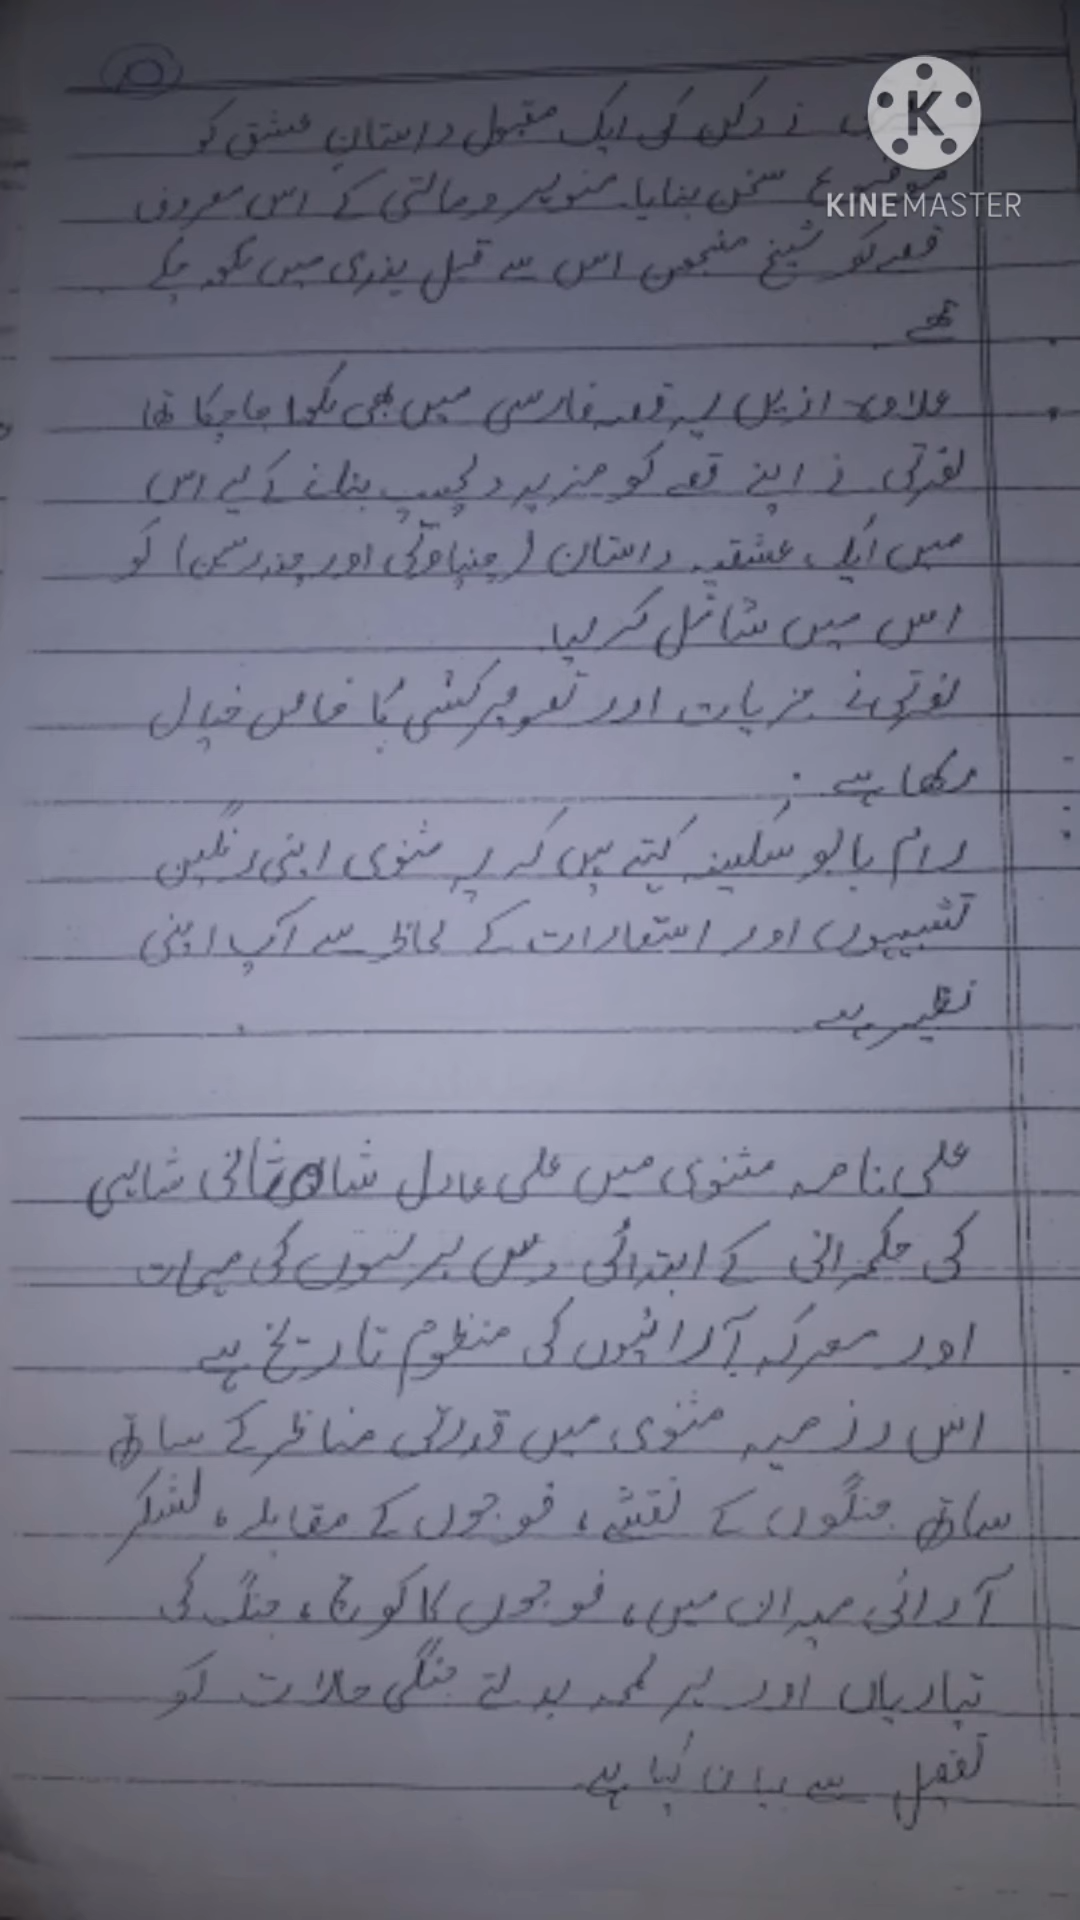 K
KINEMASTER
نے دکن کی ایک مقبول داستانِ عشق کو
موضوع سخن بنایا۔ منوہر و مالتی کے اس معروف
قصے کو شیخ منجھن اس سے قبل ہندی میں لکھ چکے
تھے
علاوہ ازیں یہ قصہ فارسی میں بھی لکھا جا چکا تھا
نصرتی نے اپنے قصے کو مزید دلچسپ بنانے کے لیے اس
میں ایک عشقیہ داستان (چنپاوتی اور چندرسین) کو
اس میں شامل کر لیا
نصرتی نے جزیات اور تصویر کشی کا خاص خیال
رکھا ہے
رام بابو سکسینہ کہتے ہیں کہ یہ مثنوی اپنی رنگین
تشبیہوں اور استعارات کے لحاظ سے آپ اپنی
نظیر ہے
علی نامہ مثنوی میں علی عادل شاہ ثانی شاہی
کی حکمرانی کے ابتدائی دس برسوں کی مہمات
اور معرکہ آرائیوں کی منظوم تاریخ ہے
اس رزمیہ مثنوی میں قدرتی مناظر کے ساتھ
ساتھ جنگوں کے نقشے، فوجوں کے مقابلہ، لشکر
آرائی میدان میں، فوجوں کا کوچ، جنگ کی
تیاریاں اور ہر لمحہ بدلتے جنگی حالات کو
تفصل سے بیان کیا ہے